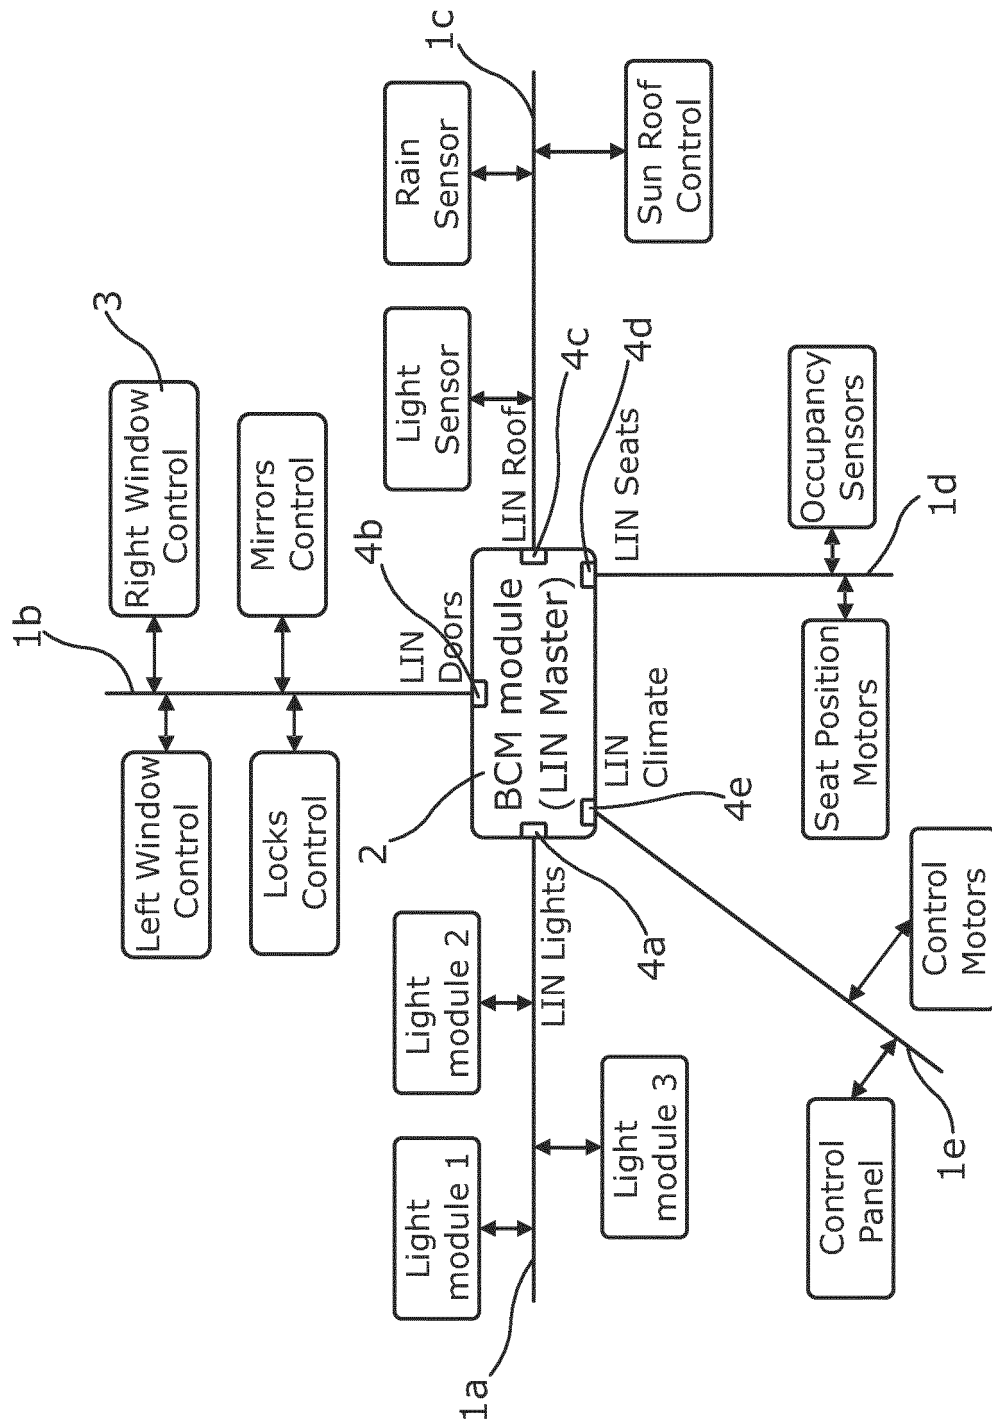 1b
3
Left Window
Control
Right Window
Control
Locks
Control
Mirrors
Control
1a
Light
module 1
Light
module 2
2
LIN
Doors
4b
Light
Sensor
Rain
Sensor
1c
LIN Lights
BCM module
(LIN Master)
LIN Roof
4a
4c
Light
module 3
4e
LIN
Climate
LIN Seats
4d
Sun Roof
Control
Control
Panel
1e
Control
Motors
Seat Position
Motors
Occupancy
Sensors
1d